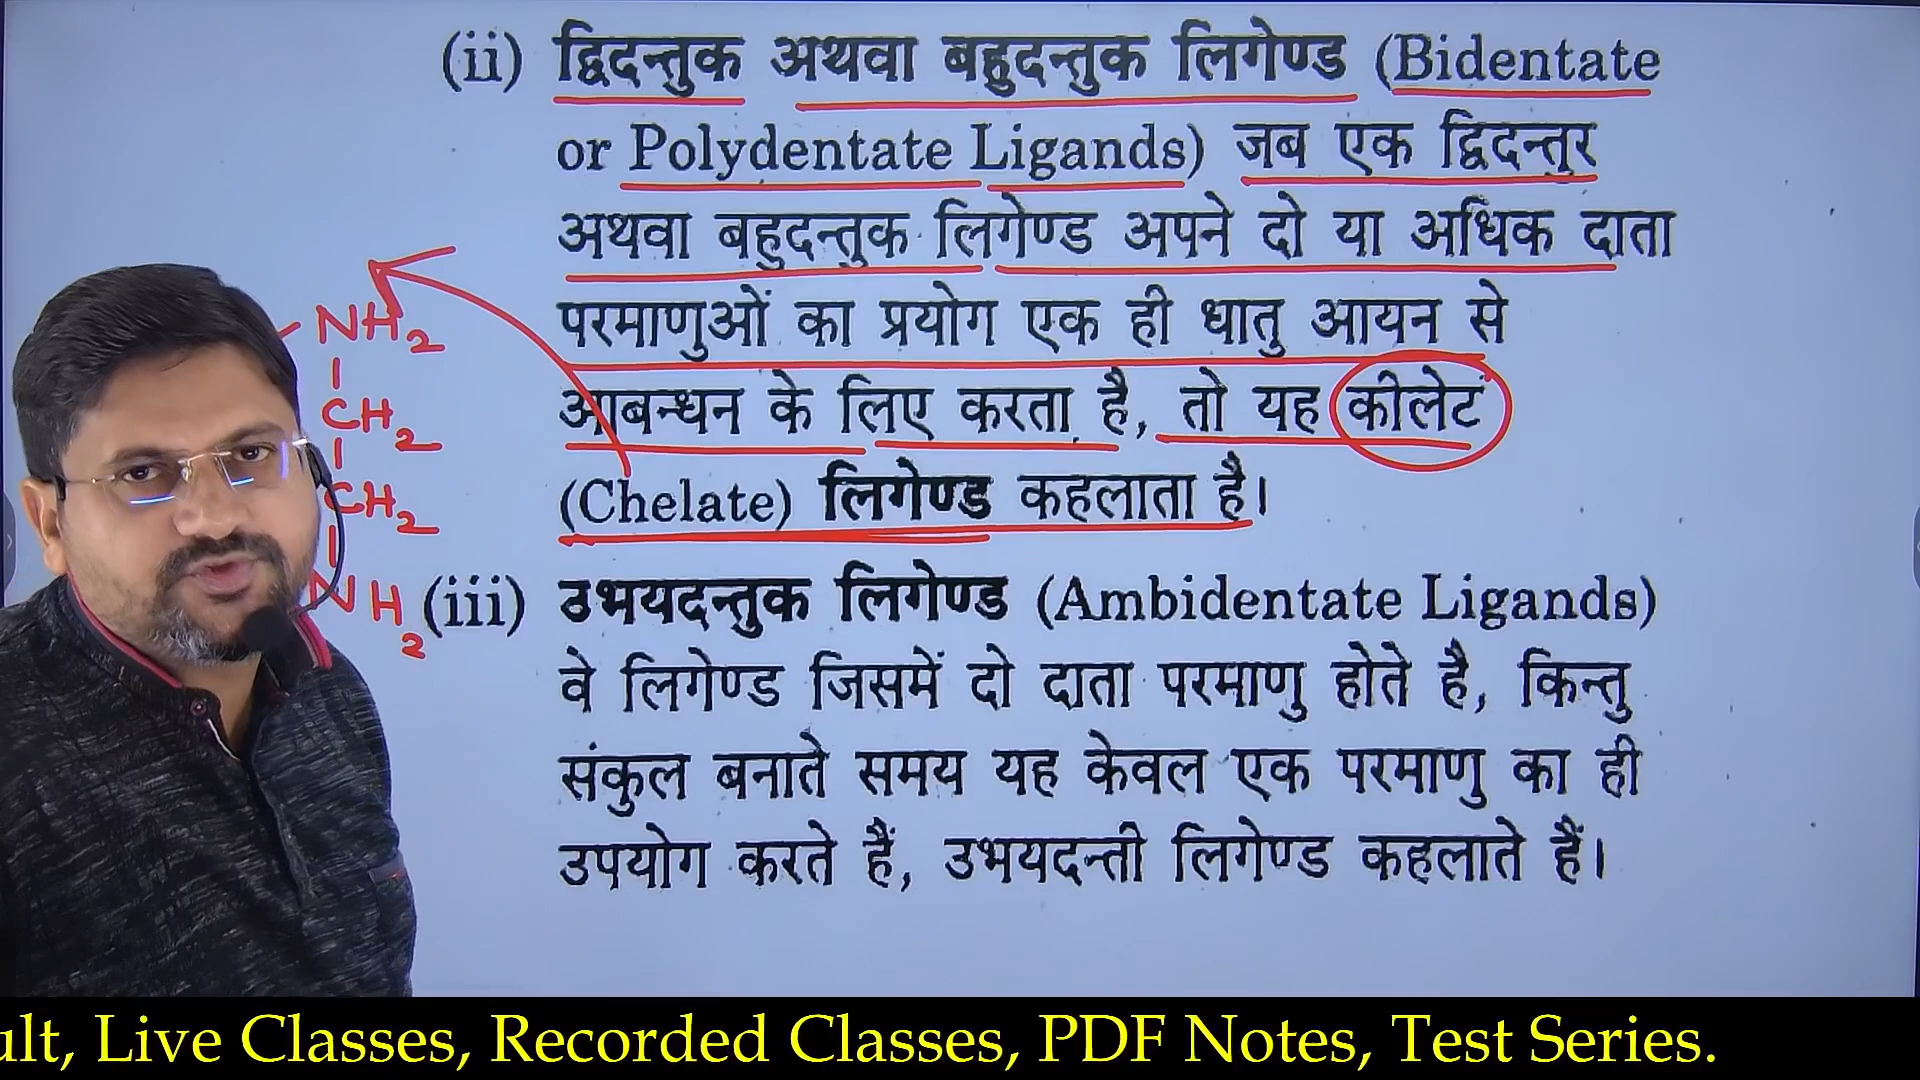 (ii) द्विदन्तुक अथवा बहुदन्तुक लिगेण्ड (Bidentate
or Polydentate Ligands) जब एक द्विदन्तुर
अथवा बहुदन्तुक लिगेण्ड अपने दो या अधिक दाता
परमाणुओं का प्रयोग एक ही धातु आयन से
आबन्धन के लिए करता है, तो यह कीलेट
(Chelate) लिगेण्ड कहलाता है।
NH2
CH2
CH2
NH2
(iii) उभयदन्तुक लिगेण्ड (Ambidentate Ligands)
वे लिगेण्ड जिसमें दो दाता परमाणु होते है, किन्तु
संकुल बनाते समय यह केवल एक परमाणु का ही
उपयोग करते हैं, उभयदन्ती लिगेण्ड कहलाते हैं।
ult, Live Classes, Recorded Classes, PDF Notes, Test Series.